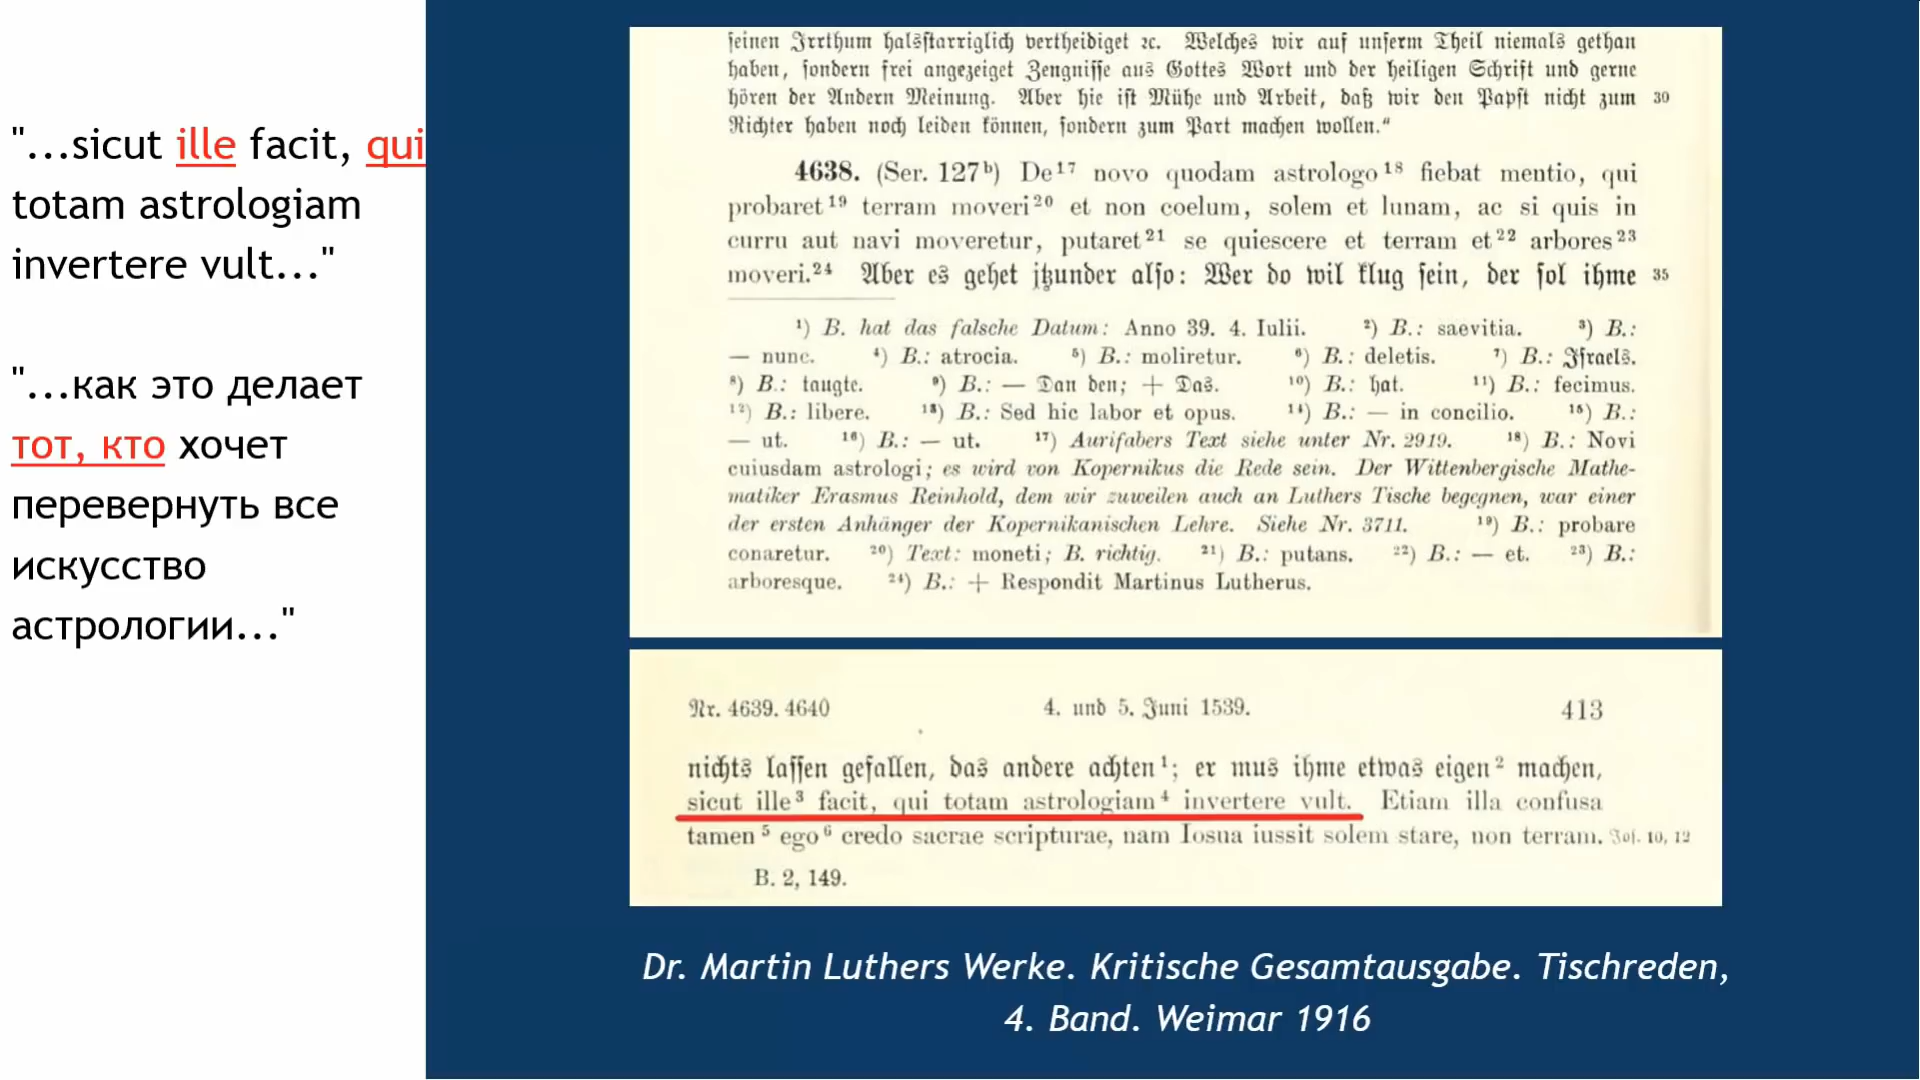 "...sicut ille facit, qui
totam astrologiam
invertere vult..."
"...как это делает
тот, кто хочет
перевернуть все
искусство
астрологии..."
ſeinen Irrthum halsſtarriglich vertheidiget ꝛc. Welches wir auf unſerm Theil niemals gethan
haben, ſondern frei angezeiget Zeugniſſe aus Gottes Wort und der heiligen Schrift und gerne
hören der Andern Meinung. Aber hie iſt Mühe und Arbeit, daß wir den Papſt nicht zum 30
Richter haben noch leiden können, ſondern zum Part machen wollen.“
4638. (Ser. 127ᵇ) De¹⁷ novo quodam astrologo¹⁸ fiebat mentio, qui
probaret¹⁹ terram moveri²⁰ et non coelum, solem et lunam, ac si quis in
curru aut navi moveretur, putaret²¹ se quiescere et terram et²² arbores²³
moveri.²⁴ Aber es gehet jtzunder alſo: Wer do wil klug ſein, der ſol ihme 35
¹) B. hat das falsche Datum: Anno 39. 4. Iulii. ²) B.: saevitia. ³) B.:
— nunc. ⁴) B.: atrocia. ⁵) B.: moliretur. ⁶) B.: deletis. ⁷) B.: Iſraels.
⁸) B.: taugte. ⁹) B.: — Dan den; + Das. ¹⁰) B.: hat. ¹¹) B.: fecimus.
¹²) B.: libere. ¹³) B.: Sed hic labor et opus. ¹⁴) B.: — in concilio. ¹⁵) B.:
— ut. ¹⁶) B.: — ut. ¹⁷) Aurifabers Text siehe unter Nr. 2919. ¹⁸) B.: Novi
cuiusdam astrologi; es wird von Kopernikus die Rede sein. Der Wittenbergische Mathe-
matiker Erasmus Reinhold, dem wir zuweilen auch an Luthers Tische begegnen, war einer
der ersten Anhänger der Kopernikanischen Lehre. Siehe Nr. 3711. ¹⁹) B.: probare
conaretur. ²⁰) Text: moneti; B. richtig. ²¹) B.: putans. ²²) B.: — et. ²³) B.:
arboresque. ²⁴) B.: + Respondit Martinus Lutherus.
Nr. 4639. 4640 4. und 5. Juni 1539. 413
nichts laſſen gefallen, das andere achten¹; er mus ihme etwas eigen² machen,
sicut ille³ facit, qui totam astrologiam⁴ invertere vult. Etiam illa confusa
tamen⁵ ego⁶ credo sacrae scripturae, nam Iosua iussit solem stare, non terram. Joſ. 10, 12
B. 2, 149.
Dr. Martin Luthers Werke. Kritische Gesamtausgabe. Tischreden,
4. Band. Weimar 1916